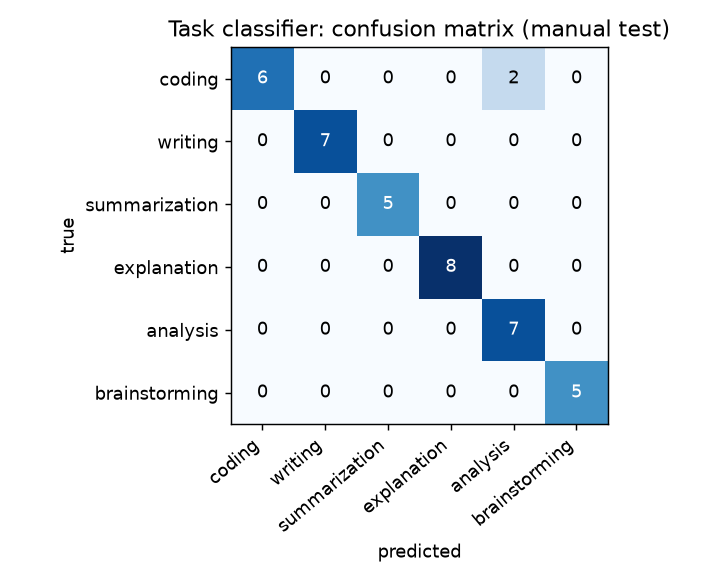 Task classifier: confusion matrix (manual test)
coding 6 0 0 0 2 0
writing 0 7 0 0 0 0
summarization 0 0 5 0 0 0
explanation 0 0 0 8 0 0
analysis 0 0 0 0 7 0
brainstorming 0 0 0 0 0 5
true
coding writing summarization explanation analysis brainstorming
predicted